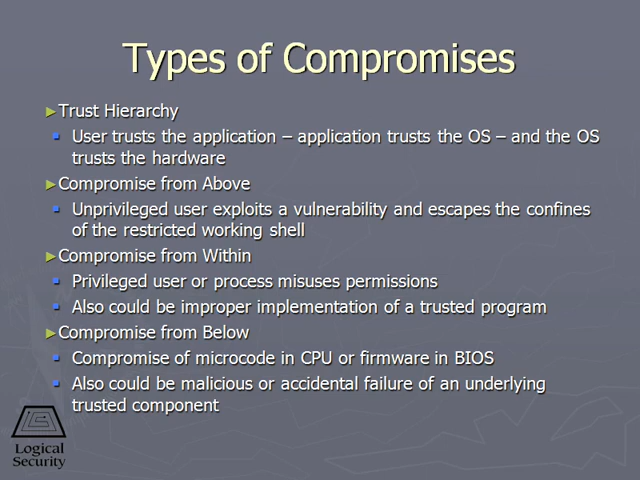 Types of Compromises
►Trust Hierarchy
▪ User trusts the application – application trusts the OS – and the OS
trusts the hardware
►Compromise from Above
▪ Unprivileged user exploits a vulnerability and escapes the confines
of the restricted working shell
►Compromise from Within
▪ Privileged user or process misuses permissions
▪ Also could be improper implementation of a trusted program
►Compromise from Below
▪ Compromise of microcode in CPU or firmware in BIOS
▪ Also could be malicious or accidental failure of an underlying
trusted component
Logical
Security